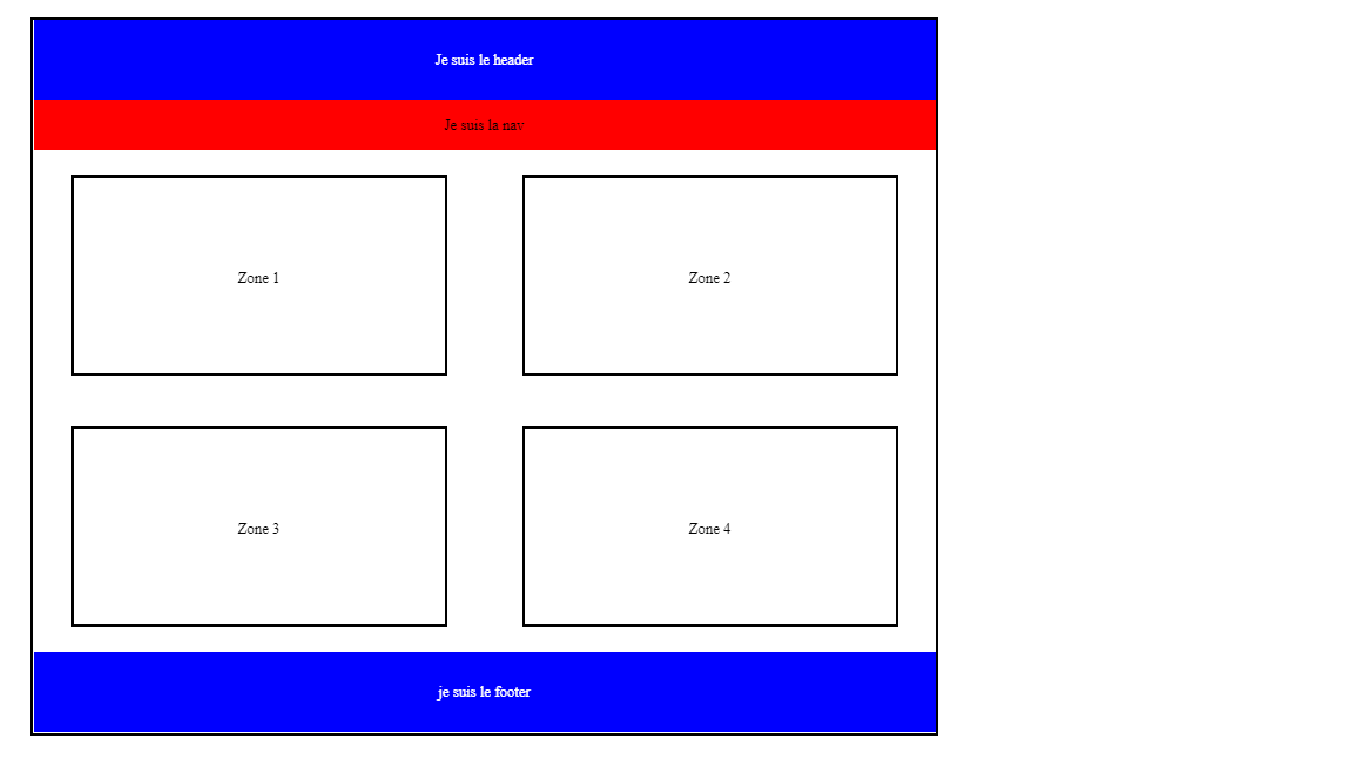 Je suis le header
Je suis la nav
Zone 1
Zone 2
Zone 3
Zone 4
je suis le footer